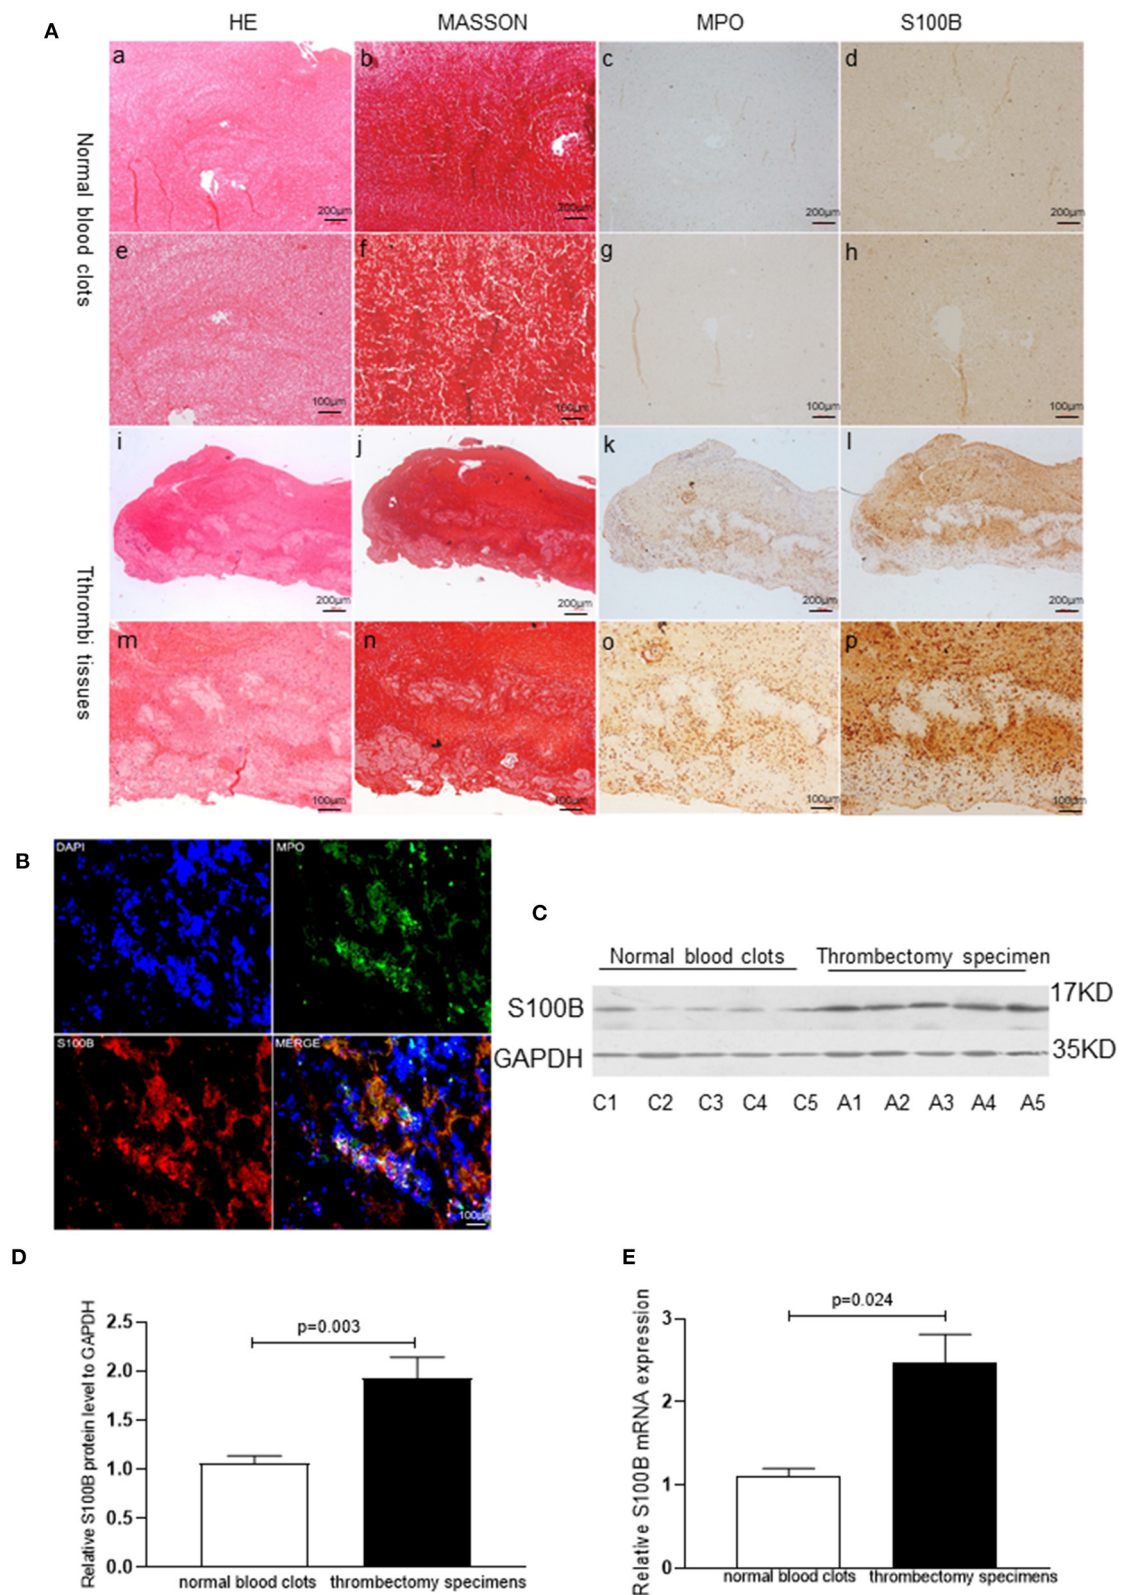 A
HE MASSON MPO S100B
Normal blood clots
a b c d
200μm 200μm 200μm 200μm
e f g h
100μm 100μm 100μm 100μm
Tthrombi tissues
i j k l
200μm 200μm 200μm 200μm
m n o p
100μm 100μm 100μm 100μm
B
DAPI MPO
S100B MERGE
100μm
C
Normal blood clots Thrombectomy specimen
S100B 17KD
GAPDH 35KD
C1 C2 C3 C4 C5 A1 A2 A3 A4 A5
D
Relative S100B protein level to GAPDH
2.5
2.0
1.5
1.0
0.5
0.0
p=0.003
normal blood clots thrombectomy specimens
E
Relative S100B mRNA expression
3
2
1
0
p=0.024
normal blood clots thrombectomy specimens